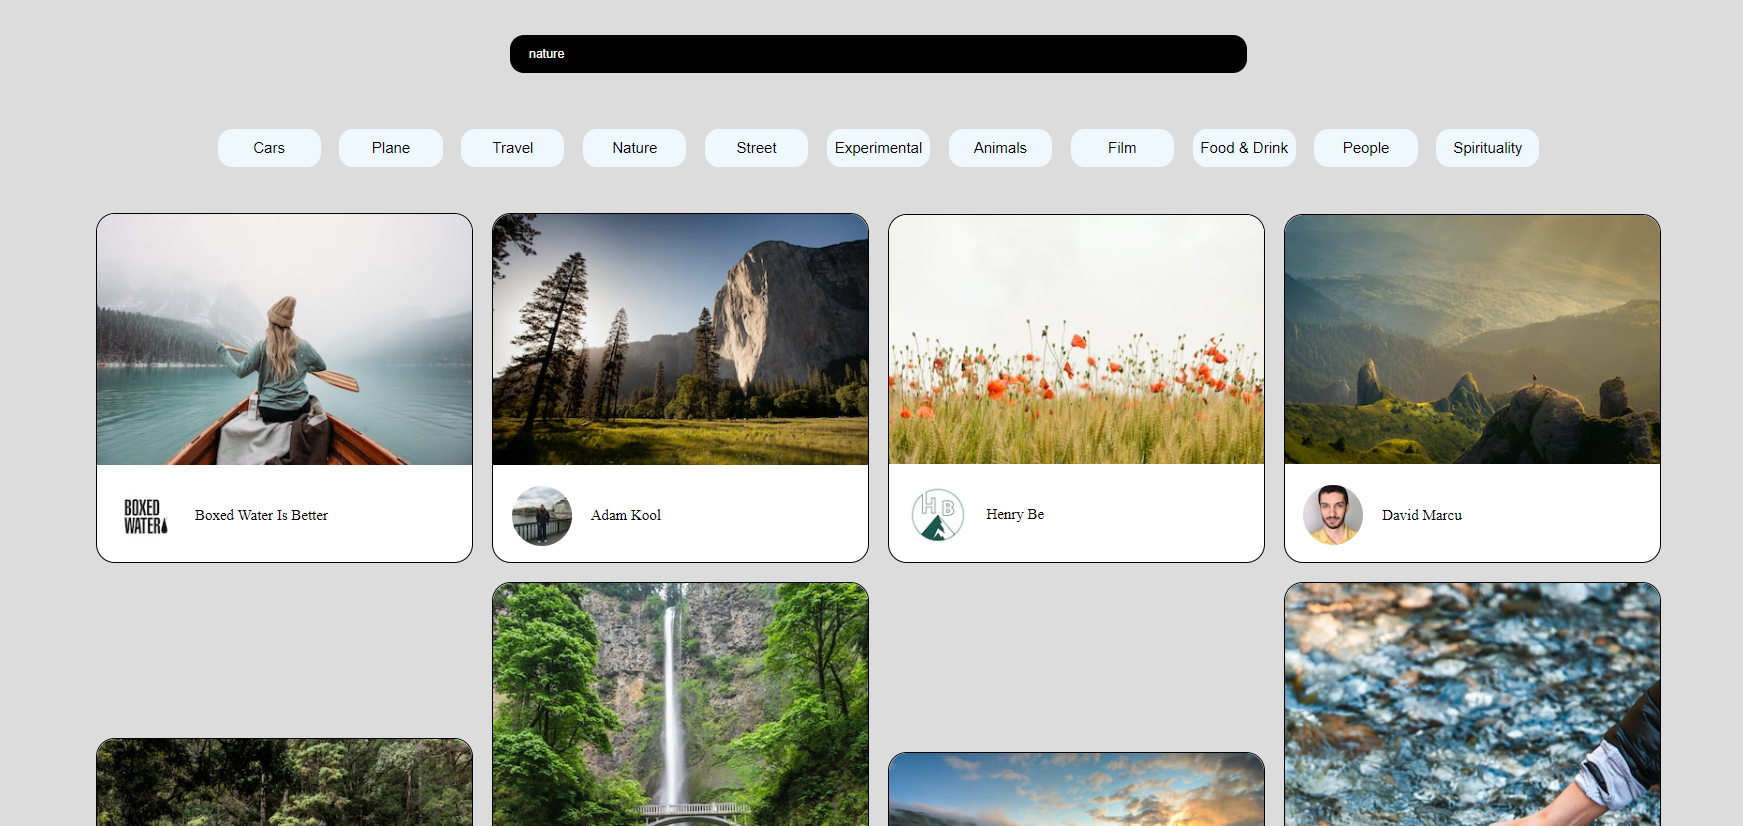 nature
Cars
Plane
Travel
Nature
Street
Experimental
Animals
Film
Food & Drink
People
Spirituality
BOXED
WATER
Boxed Water Is Better
Adam Kool
HB
Henry Be
David Marcu